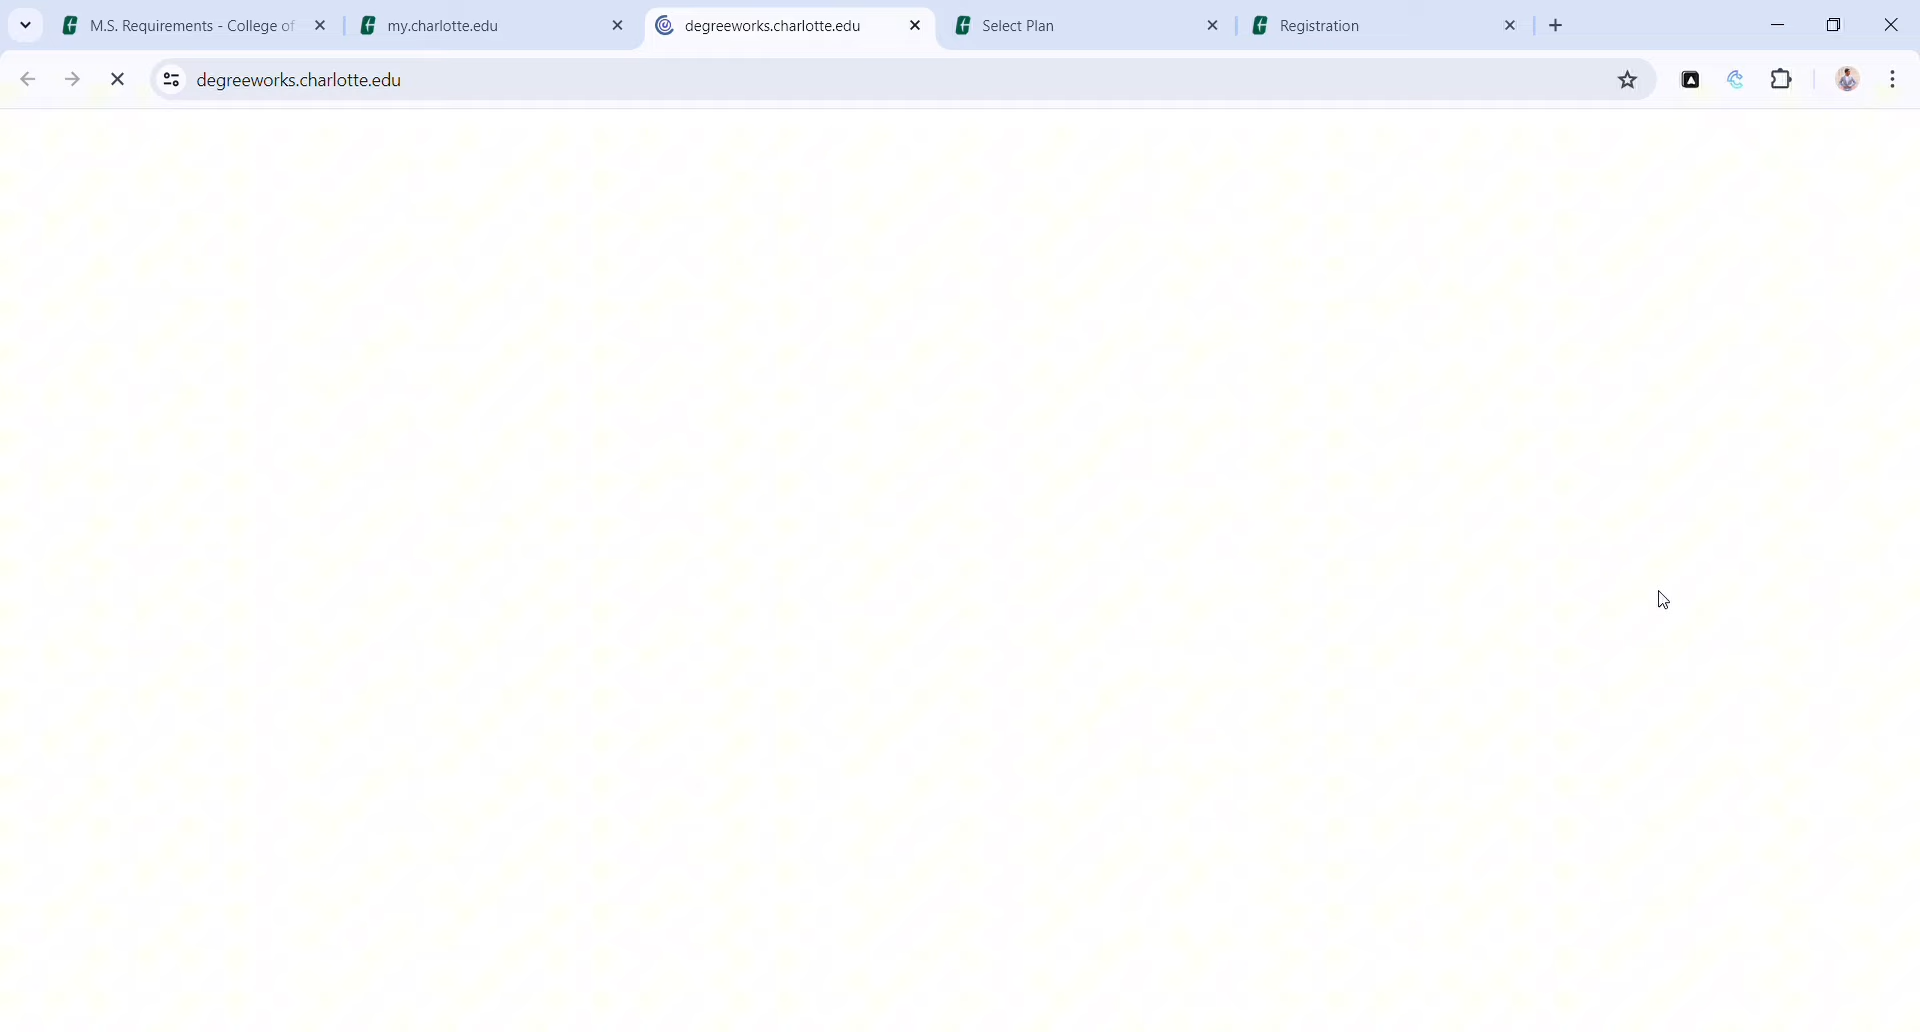 M.S. Requirements - College of
my.charlotte.edu
degreeworks.charlotte.edu
Select Plan
Registration
degreeworks.charlotte.edu